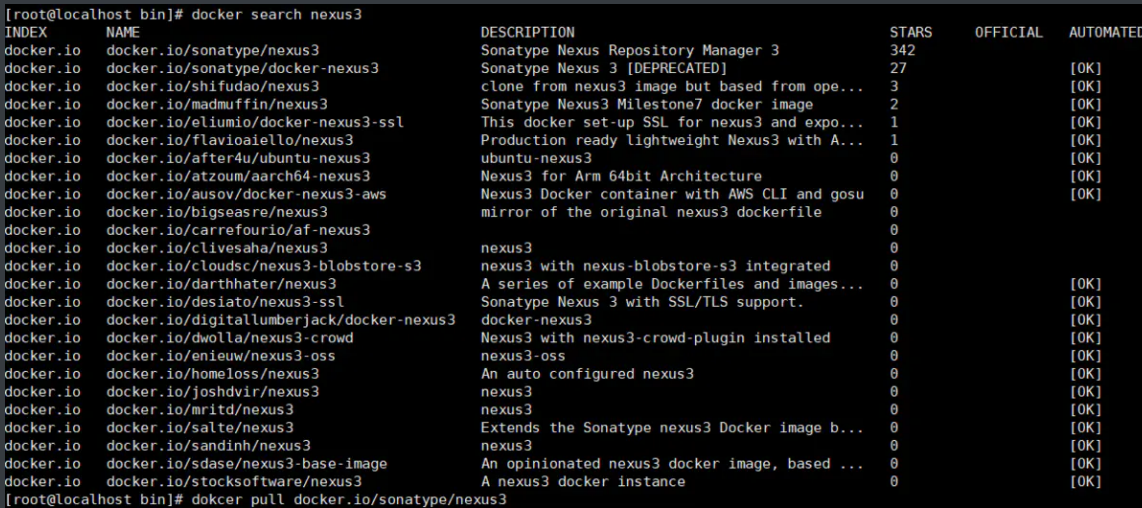 [root@localhost bin]# docker search nexus3
INDEX NAME DESCRIPTION STARS OFFICIAL AUTOMATED
docker.io docker.io/sonatype/nexus3 Sonatype Nexus Repository Manager 3 342
docker.io docker.io/sonatype/docker-nexus3 Sonatype Nexus 3 [DEPRECATED] 27 [OK]
docker.io docker.io/shifudao/nexus3 clone from nexus3 image but based from ope... 3 [OK]
docker.io docker.io/madmuffin/nexus3 Sonatype Nexus3 Milestone7 docker image 2 [OK]
docker.io docker.io/eliumio/docker-nexus3-ssl This docker set-up SSL for nexus3 and expo... 1 [OK]
docker.io docker.io/flavioaiello/nexus3 Production ready lightweight Nexus3 with A... 1 [OK]
docker.io docker.io/after4u/ubuntu-nexus3 ubuntu-nexus3 0 [OK]
docker.io docker.io/atzoum/aarch64-nexus3 Nexus3 for Arm 64bit Architecture 0 [OK]
docker.io docker.io/ausov/docker-nexus3-aws Nexus3 Docker container with AWS CLI and gosu 0 [OK]
docker.io docker.io/bigseasre/nexus3 mirror of the original nexus3 dockerfile 0
docker.io docker.io/carrefourio/af-nexus3 0
docker.io docker.io/clivesaha/nexus3 nexus3 0
docker.io docker.io/cloudsc/nexus3-blobstore-s3 nexus3 with nexus-blobstore-s3 integrated 0
docker.io docker.io/darthhater/nexus3 A series of example Dockerfiles and images... 0 [OK]
docker.io docker.io/desiato/nexus3-ssl Sonatype Nexus 3 with SSL/TLS support. 0 [OK]
docker.io docker.io/digitallumberjack/docker-nexus3 docker-nexus3 0 [OK]
docker.io docker.io/dwolla/nexus3-crowd Nexus3 with nexus3-crowd-plugin installed 0 [OK]
docker.io docker.io/enieuw/nexus3-oss nexus3-oss 0 [OK]
docker.io docker.io/home1oss/nexus3 An auto configured nexus3 0 [OK]
docker.io docker.io/joshdvir/nexus3 nexus3 0 [OK]
docker.io docker.io/mritd/nexus3 nexus3 0 [OK]
docker.io docker.io/salte/nexus3 Extends the Sonatype nexus3 Docker image b... 0 [OK]
docker.io docker.io/sandinh/nexus3 nexus3 0 [OK]
docker.io docker.io/sdase/nexus3-base-image An opinionated nexus3 docker image, based ... 0 [OK]
docker.io docker.io/stocksoftware/nexus3 A nexus3 docker instance 0 [OK]
[root@localhost bin]# dokcer pull docker.io/sonatype/nexus3